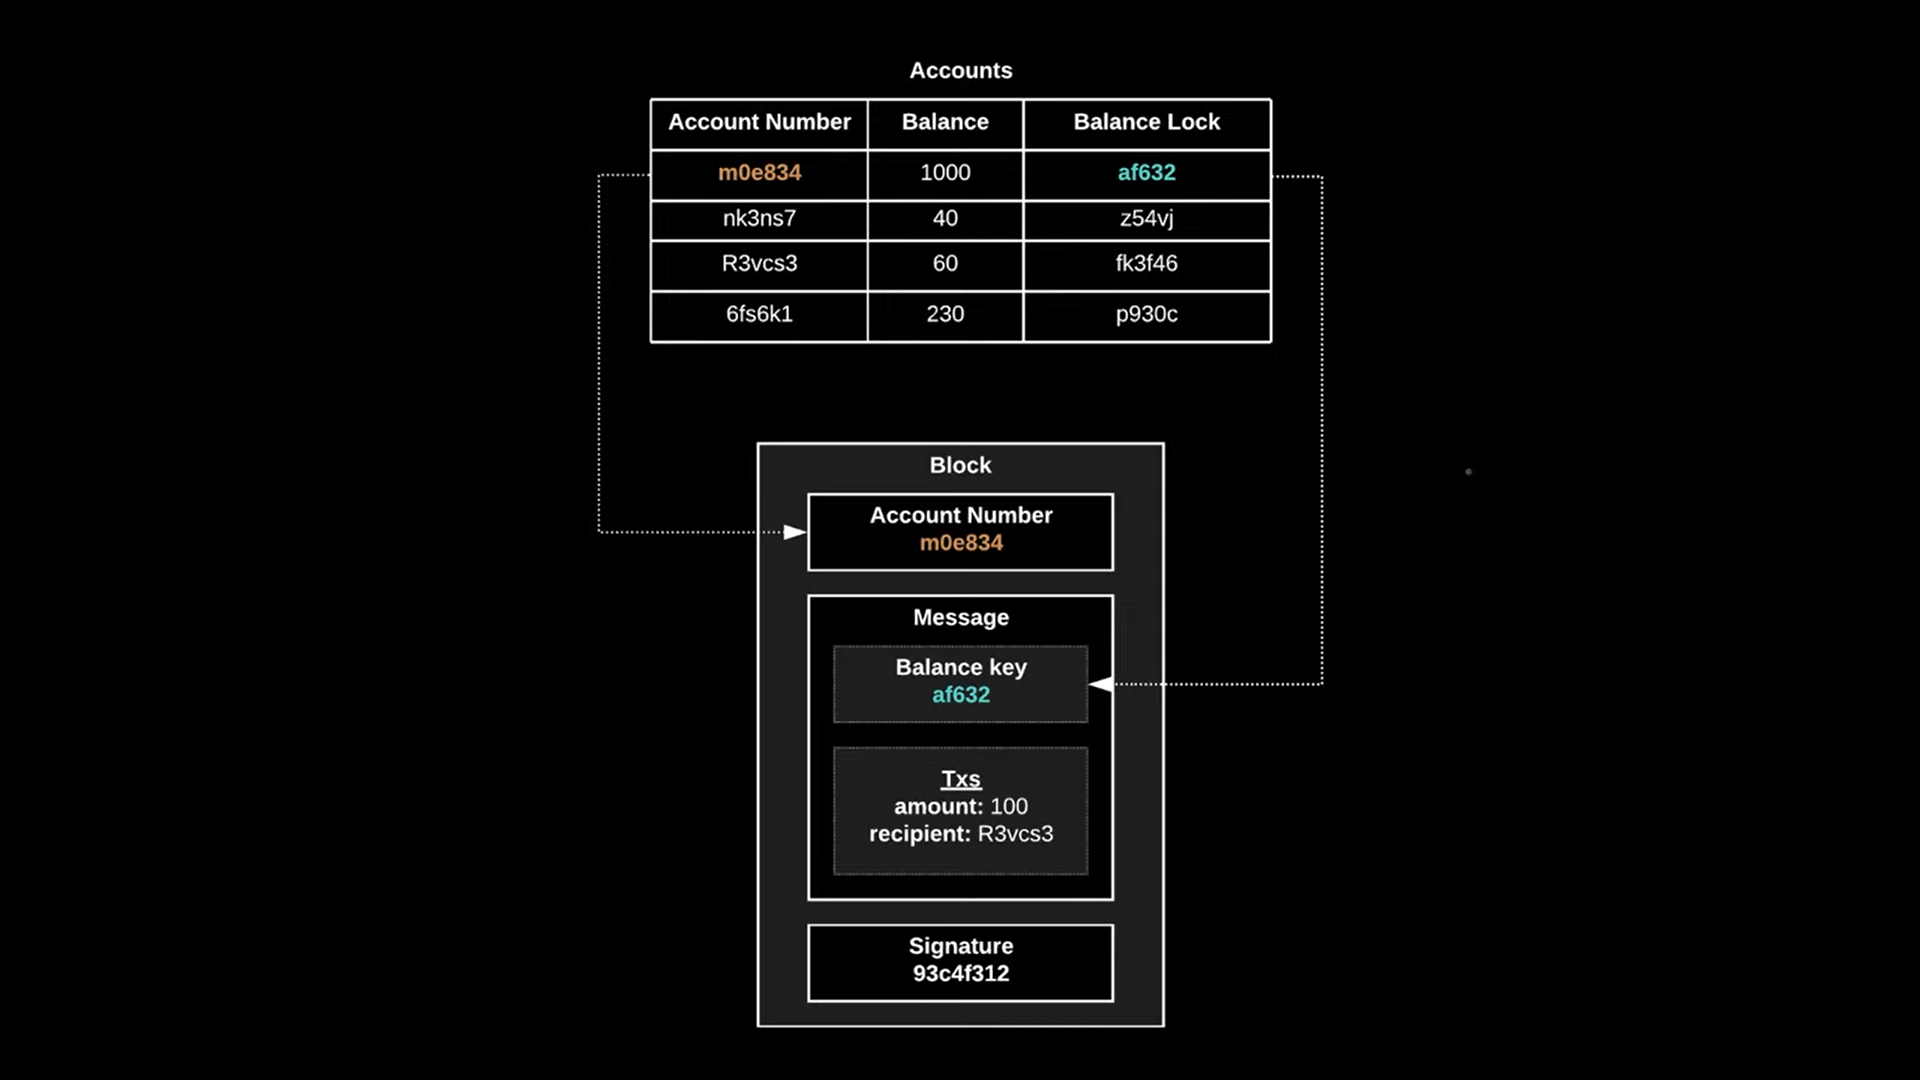 Accounts
Account Number Balance Balance Lock
m0e834 1000 af632
nk3ns7 40 z54vj
R3vcs3 60 fk3f46
6fs6k1 230 p930c
Block
Account Number
m0e834
Message
Balance key
af632
Txs
amount: 100
recipient: R3vcs3
Signature
93c4f312